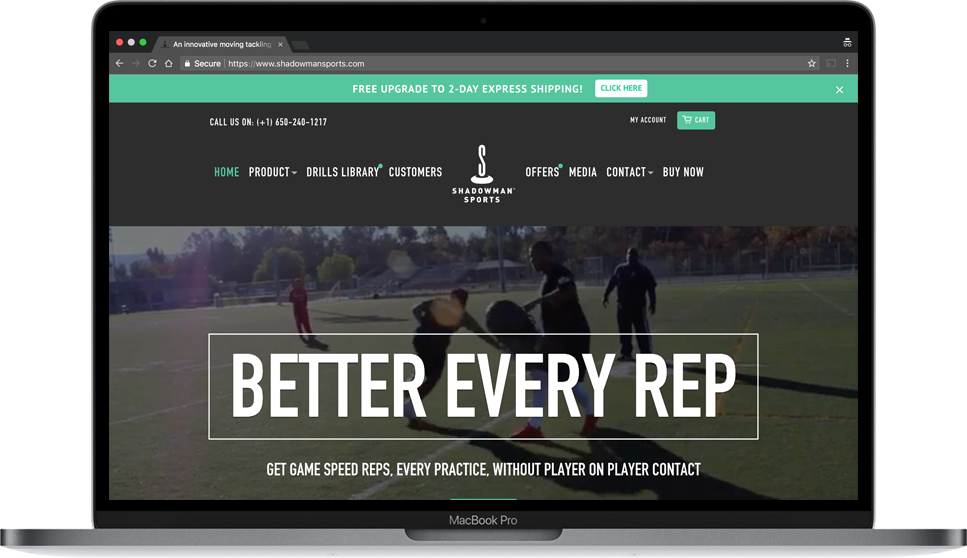 An innovative moving tackling
Secure https://www.shadowmansports.com
FREE UPGRADE TO 2-DAY EXPRESS SHIPPING! CLICK HERE
CALL US ON: (+1) 650-240-1217
MY ACCOUNT CART
HOME PRODUCT DRILLS LIBRARY CUSTOMERS OFFERS MEDIA CONTACT BUY NOW
SHADOWMAN™
SPORTS
BETTER EVERY REP
GET GAME SPEED REPS, EVERY PRACTICE, WITHOUT PLAYER ON PLAYER CONTACT
MacBook Pro